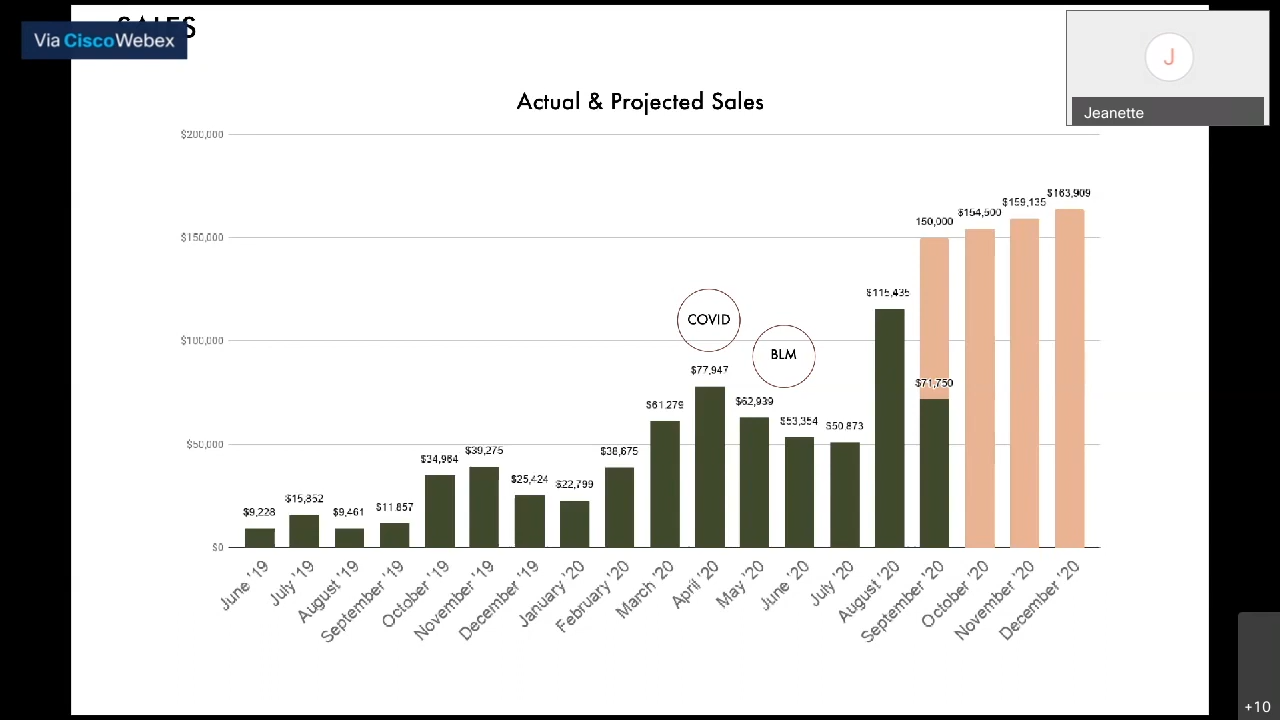 SALES
Via CiscoWebex
J
Jeanette
Actual & Projected Sales
$200,000
$150,000
$100,000
$50,000
$0
$9,228
$15,852
$9,461
$11,857
$24,964
$39,275
$25,424
$22,799
$38,675
$61,279
$77,947
$62,939
$53,354
$50,873
$115,435
150,000
$71,750
$154,500
$159,135
$163,909
COVID
BLM
June '19
July '19
August '19
September '19
October '19
November '19
December '19
January '20
February '20
March '20
April '20
May '20
June '20
July '20
August '20
September '20
October '20
November '20
December '20
+10